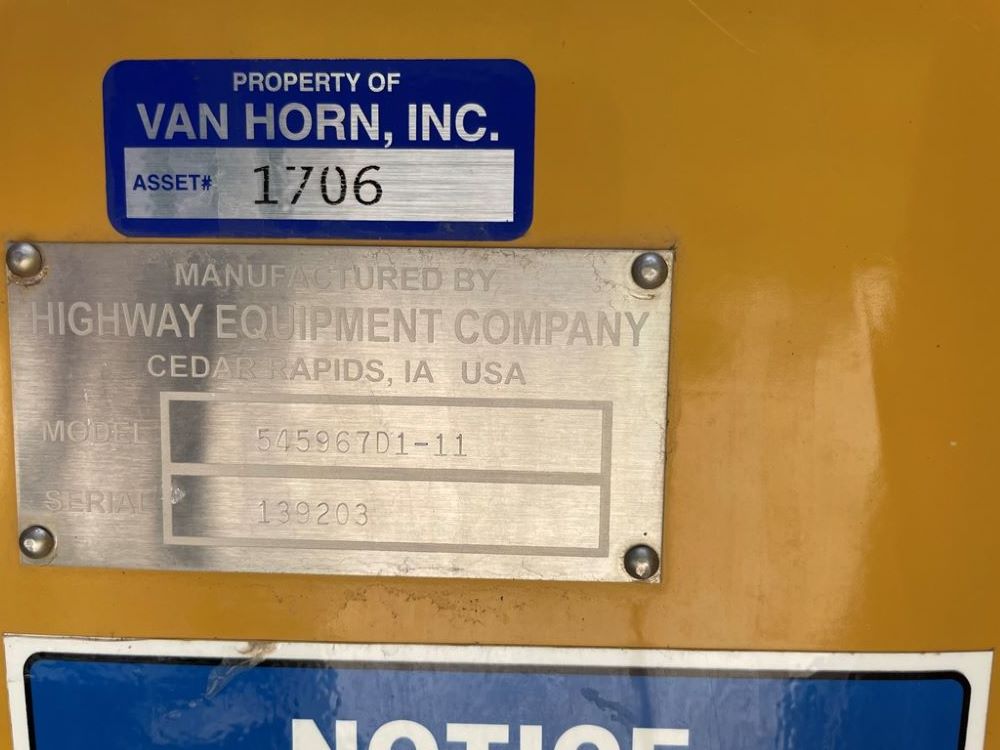 PROPERTY OF
VAN HORN, INC.
ASSET# 1706
MANUFACTURED BY
HIGHWAY EQUIPMENT COMPANY
CEDAR RAPIDS, IA USA
MODEL 545967D1-11
SERIAL 139203
NOTICE